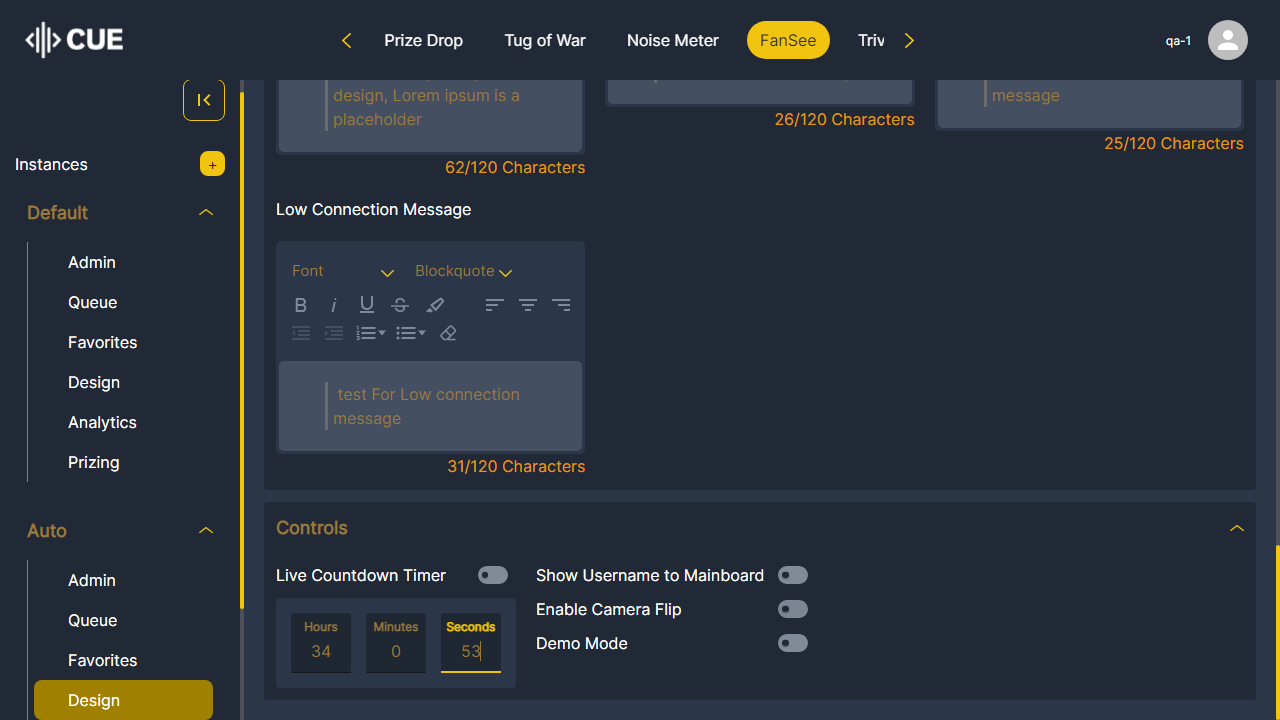 CUE
Prize Drop
Tug of War
Noise Meter
FanSee
Triv
qa-1
Instances
+
Default
Admin
Queue
Favorites
Design
Analytics
Prizing
Auto
Admin
Queue
Favorites
Design
design, Lorem ipsum is a
placeholder
62/120 Characters
26/120 Characters
message
25/120 Characters
Low Connection Message
Font
Blockquote
test For Low connection
message
31/120 Characters
Controls
Live Countdown Timer
Hours
34
Minutes
0
Seconds
53
Show Username to Mainboard
Enable Camera Flip
Demo Mode